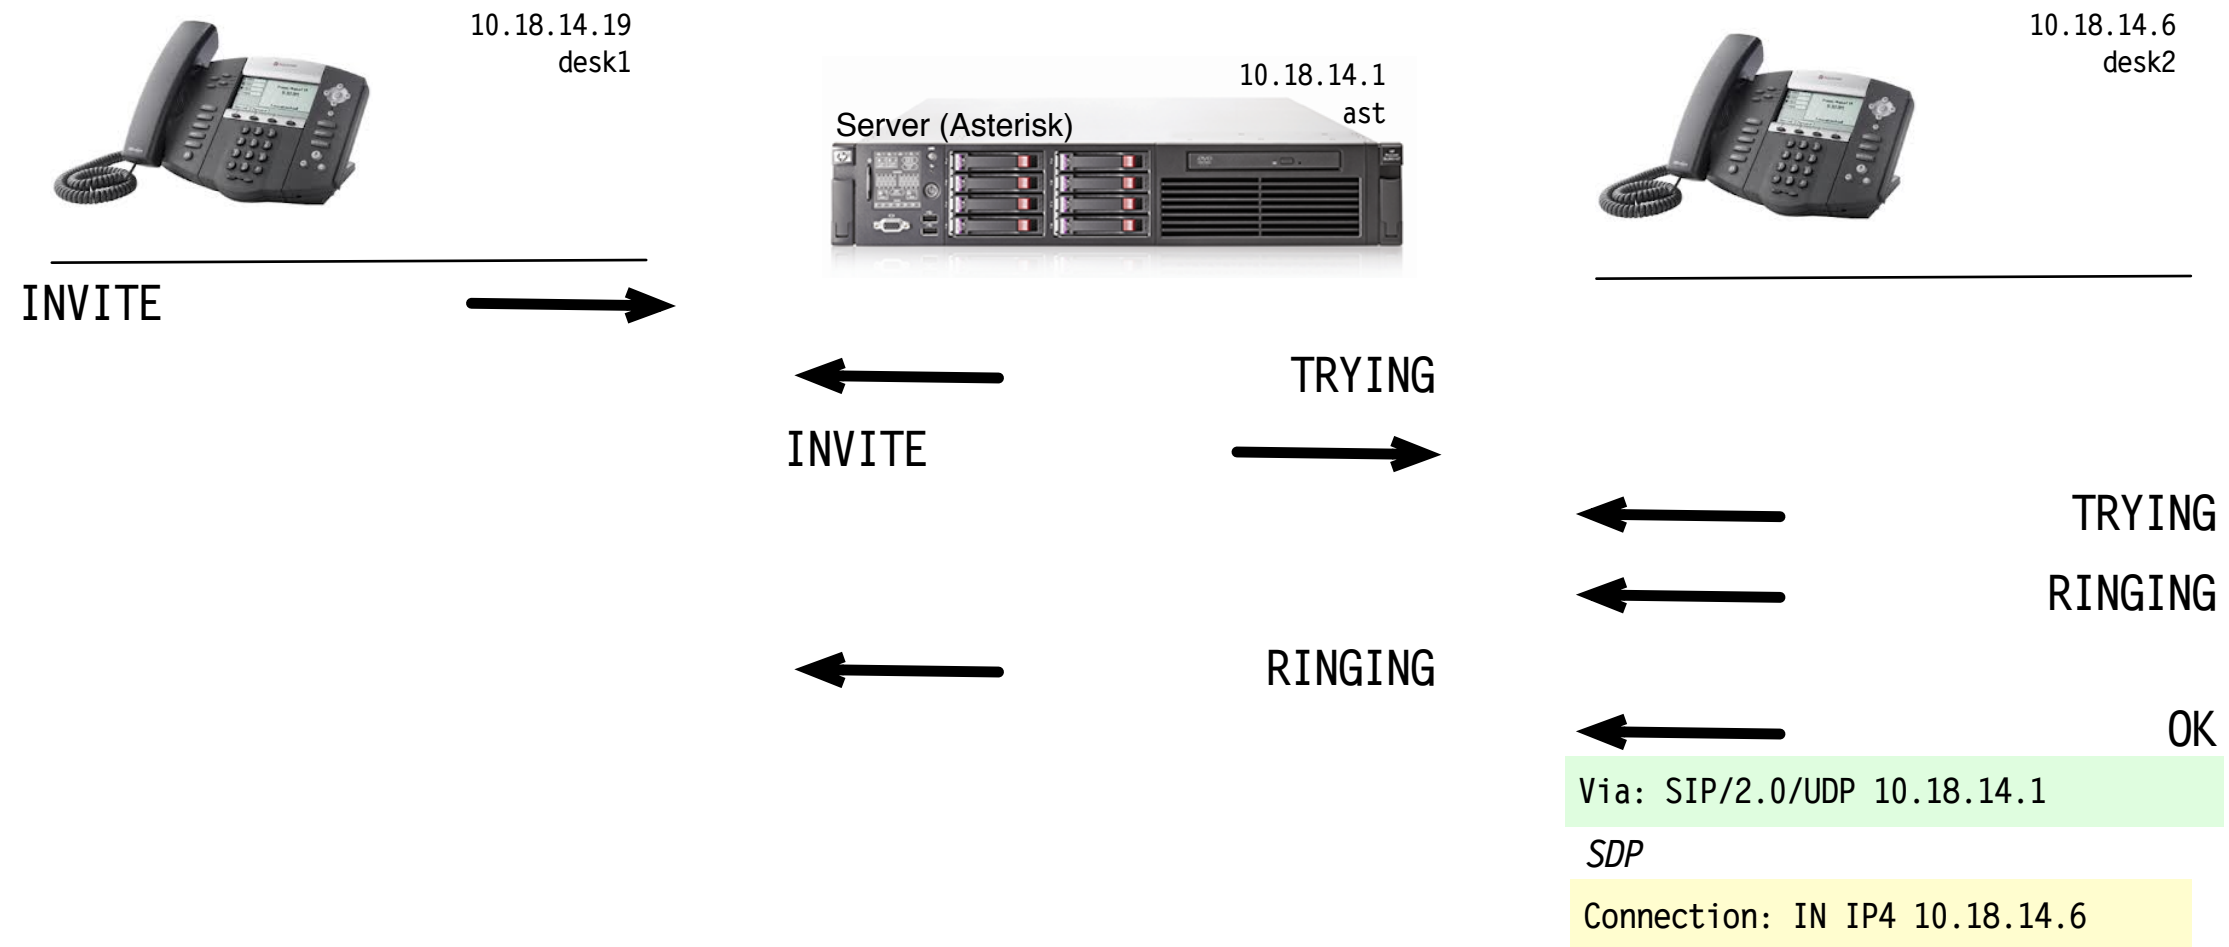 10.18.14.19
desk1
10.18.14.1
ast
Server (Asterisk)
10.18.14.6
desk2
INVITE
TRYING
INVITE
TRYING
RINGING
RINGING
OK
Via: SIP/2.0/UDP 10.18.14.1
SDP
Connection: IN IP4 10.18.14.6